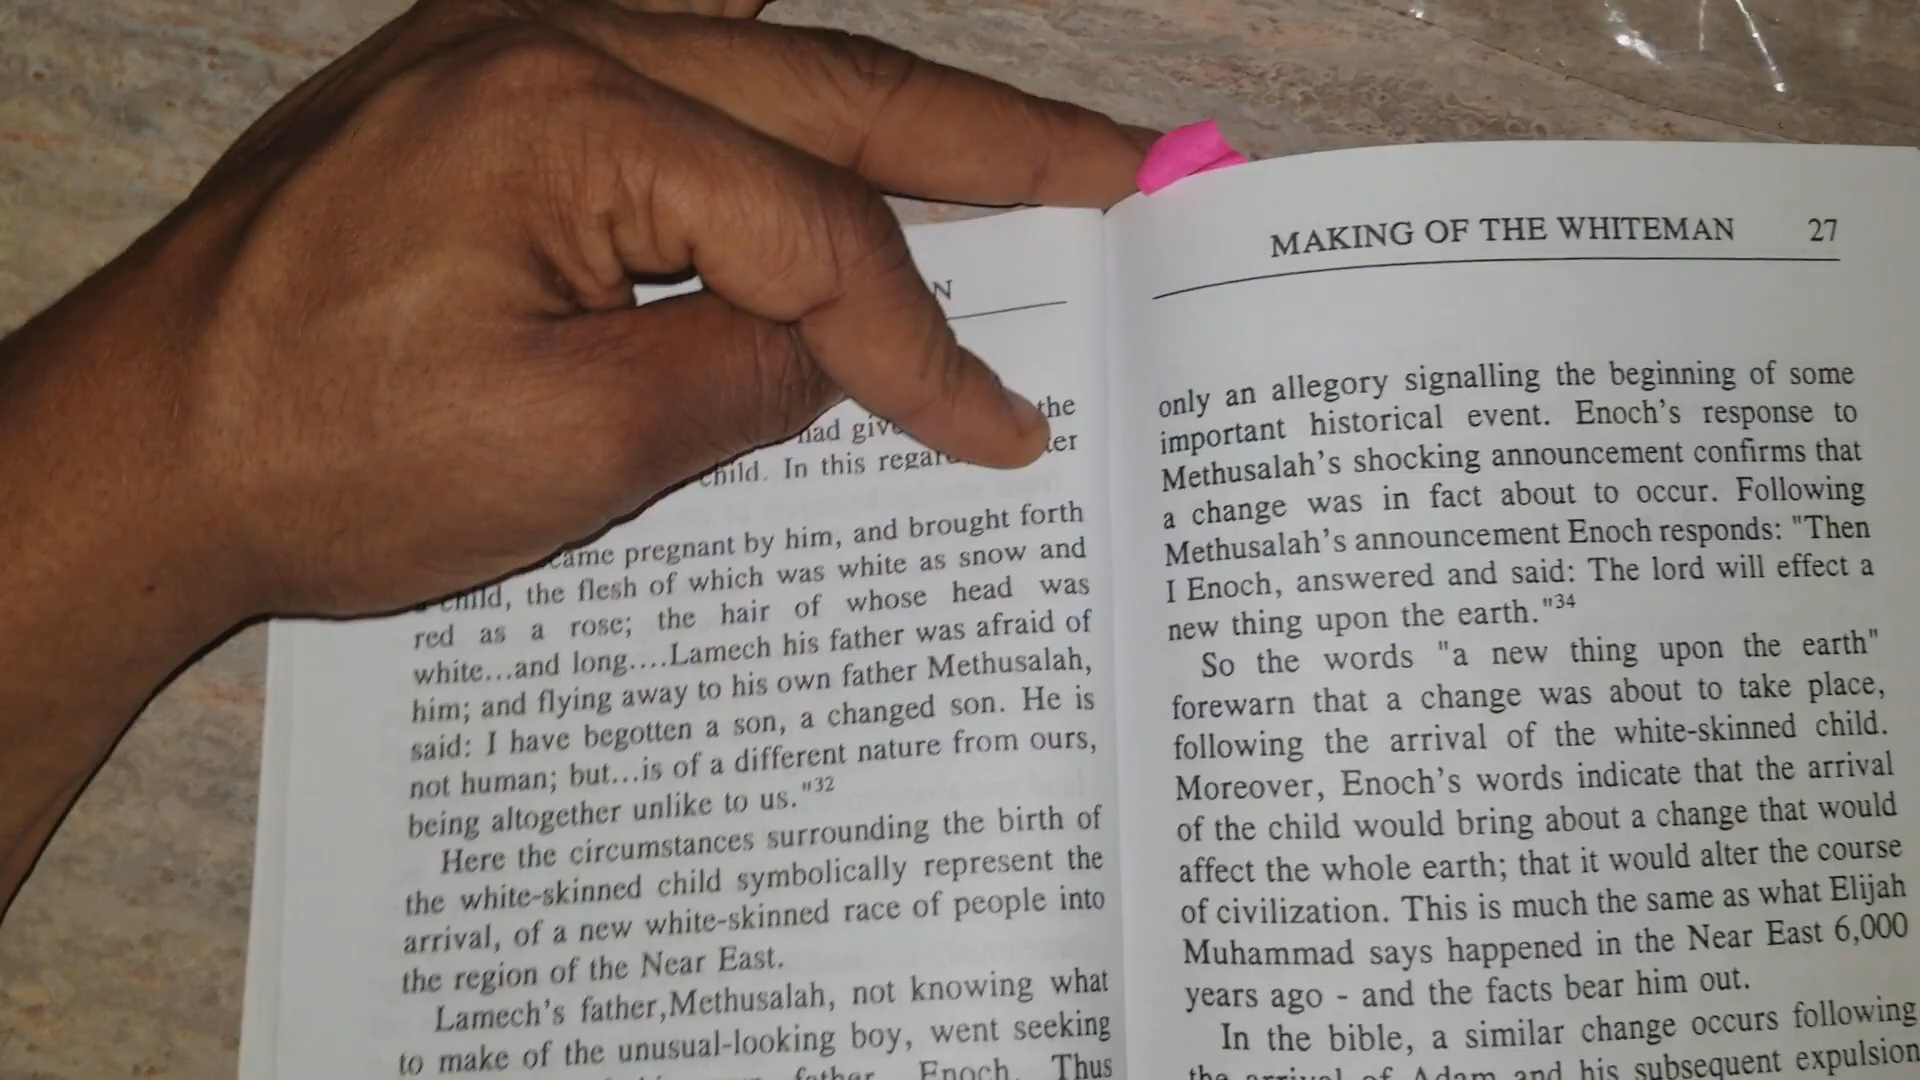 N
the
had give
ter
child. In this regar
came pregnant by him, and brought forth
child, the flesh of which was white as snow and
red as a rose; the hair of whose head was
white...and long....Lamech his father was afraid of
him; and flying away to his own father Methusalah,
said: I have begotten a son, a changed son. He is
not human; but...is of a different nature from ours,
being altogether unlike to us."32
Here the circumstances surrounding the birth of
the white-skinned child symbolically represent the
arrival, of a new white-skinned race of people into
the region of the Near East.
Lamech's father,Methusalah, not knowing what
to make of the unusual-looking boy, went seeking
father Enoch. Thus
MAKING OF THE WHITEMAN 27
only an allegory signalling the beginning of some
important historical event. Enoch's response to
Methusalah's shocking announcement confirms that
a change was in fact about to occur. Following
Methusalah's announcement Enoch responds: "Then
I Enoch, answered and said: The lord will effect a
new thing upon the earth."34
So the words "a new thing upon the earth"
forewarn that a change was about to take place,
following the arrival of the white-skinned child.
Moreover, Enoch's words indicate that the arrival
of the child would bring about a change that would
affect the whole earth; that it would alter the course
of civilization. This is much the same as what Elijah
Muhammad says happened in the Near East 6,000
years ago - and the facts bear him out.
In the bible, a similar change occurs following
the arrival of Adam and his subsequent expulsion